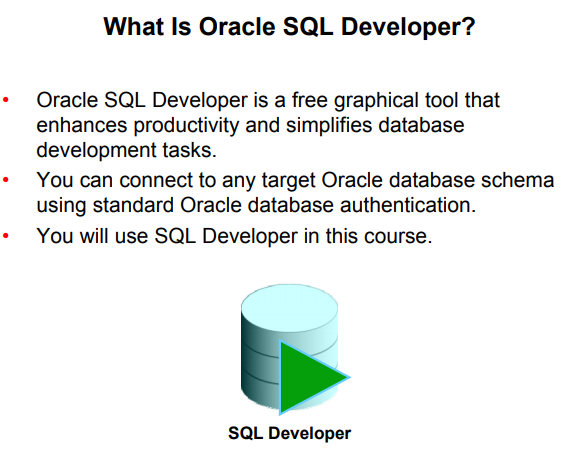 What Is Oracle SQL Developer?
• Oracle SQL Developer is a free graphical tool that
enhances productivity and simplifies database
development tasks.
• You can connect to any target Oracle database schema
using standard Oracle database authentication.
• You will use SQL Developer in this course.
SQL Developer